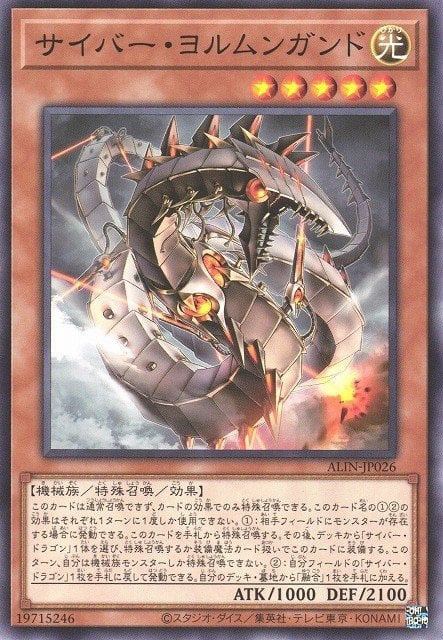 サイバー・ヨルムンガンド
光
ALIN-JP026
【機械族/特殊召喚/効果】
このカードは通常召喚できず、カードの効果でのみ特殊召喚できる。このカード名の①②の
効果はそれぞれ1ターンに1度しか使用できない。①:相手フィールドにモンスターが存在
する場合に発動できる。このカードを手札から特殊召喚する。その後、デッキから「サイバー・
ドラゴン」1体を選び、特殊召喚するか装備魔法カード扱いでこのカードに装備する。この
ターン、自分は機械族モンスターしか特殊召喚できない。②:自分フィールドの「サイバー・
ドラゴン」1枚を手札に戻して発動できる。自分のデッキ・墓地から「融合」1枚を手札に加える。
ATK/1000 DEF/2100
19715246
©スタジオ・ダイス/集英社・テレビ東京・KONAMI